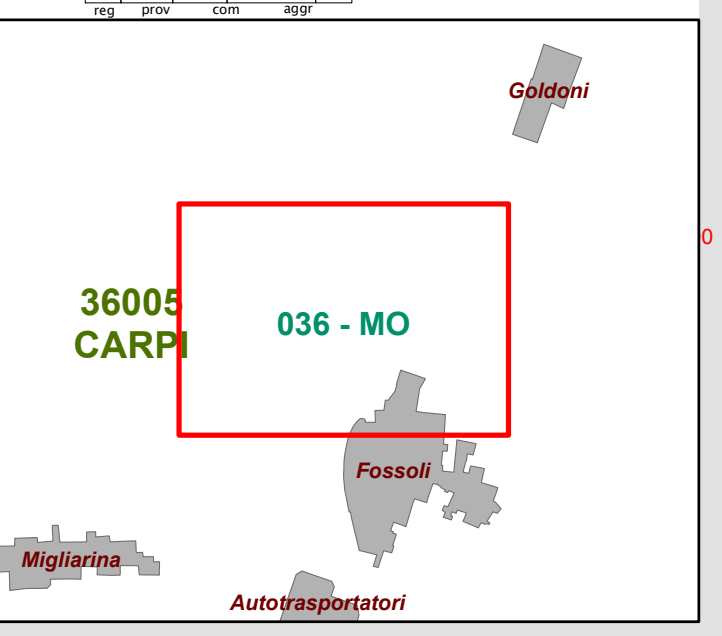 reg prov com aggr
Goldoni
0
36005
CARPI
036 - MO
Fossoli
Migliarina
Autotrasportatori